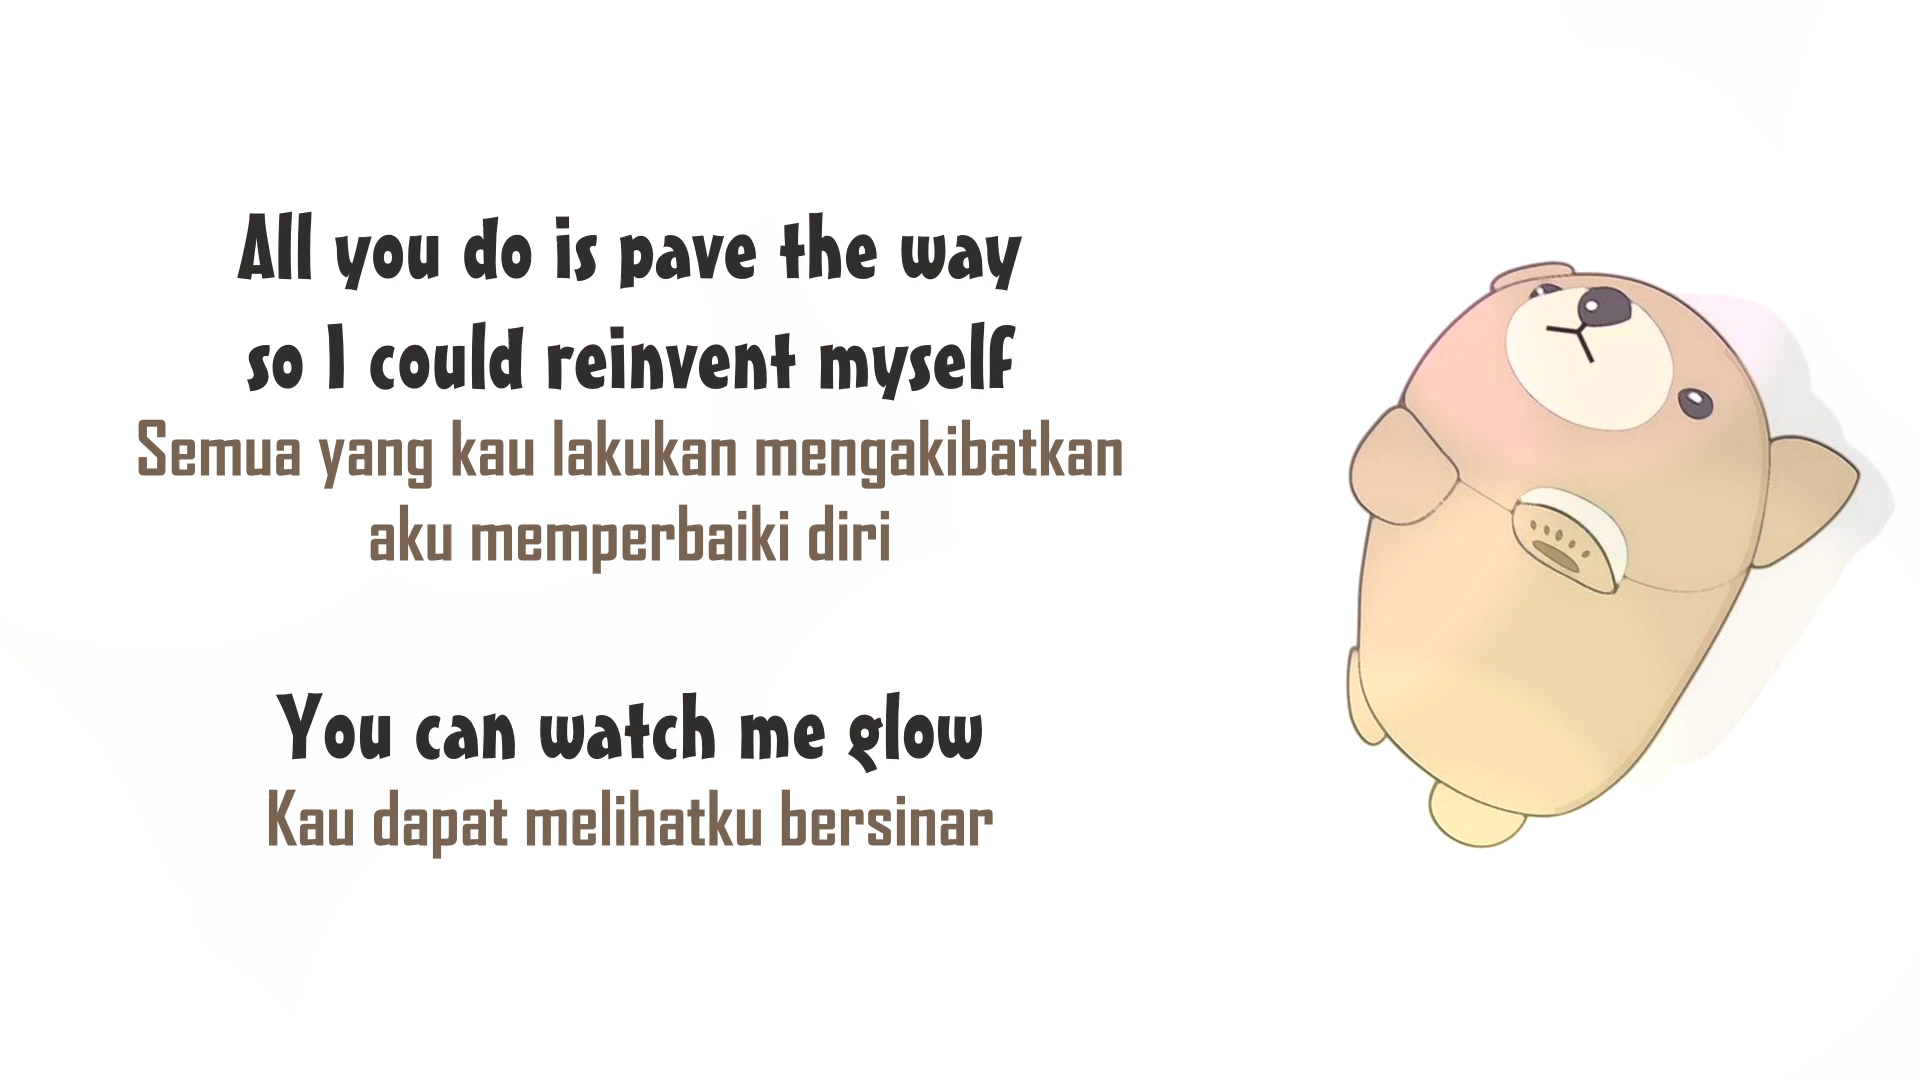 All you do is pave the way
so I could reinvent myself
Semua yang kau lakukan mengakibatkan
aku memperbaiki diri
You can watch me glow
Kau dapat melihatku bersinar